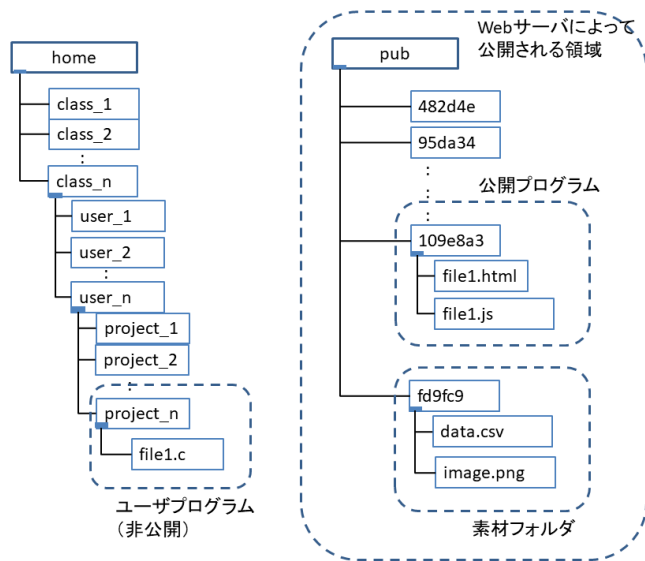 home
class_1
class_2
:
class_n
user_1
user_2
:
user_n
project_1
project_2
:
project_n
file1.c
ユーザプログラム
（非公開）
Webサーバによって
公開される領域
pub
482d4e
95da34
:
:
公開プログラム
109e8a3
file1.html
file1.js
fd9fc9
data.csv
image.png
素材フォルダ